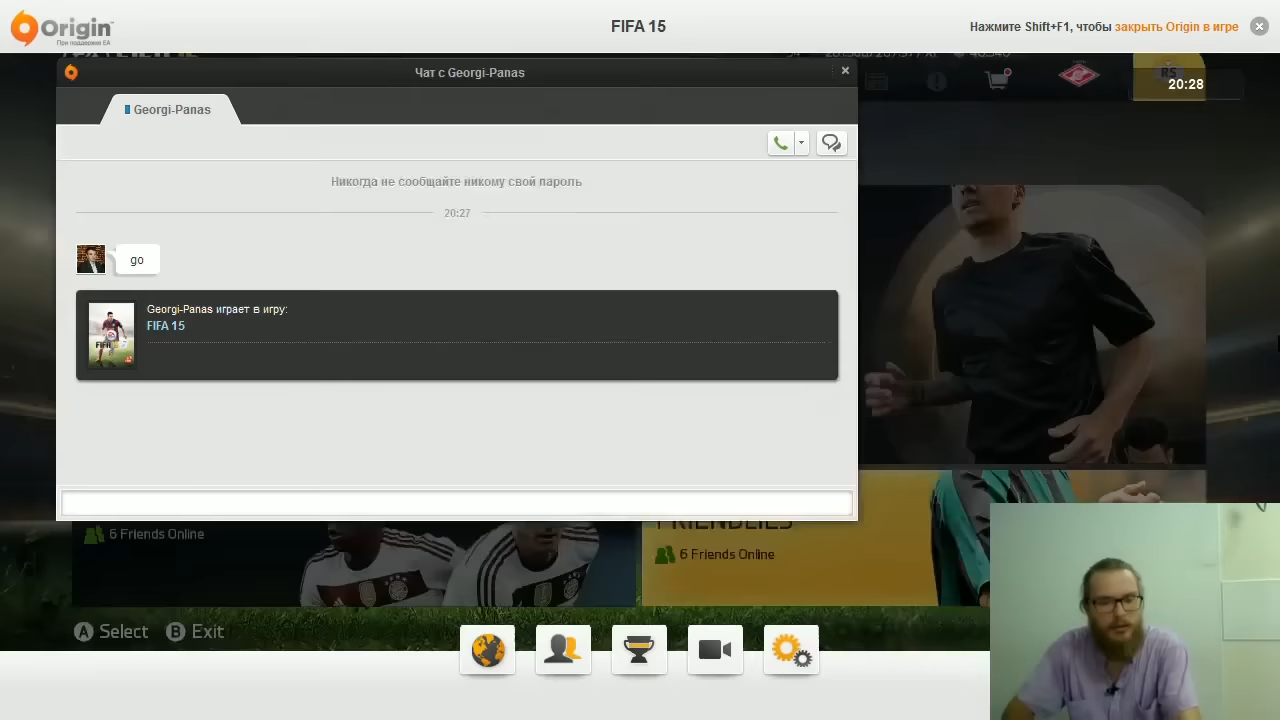 Origin
При поддержке EA
FIFA 15
Нажмите Shift+F1, чтобы закрыть Origin в игре
Чат с Georgi-Panas
20:28
Georgi-Panas
Никогда не сообщайте никому свой пароль
20:27
go
Georgi-Panas играет в игру:
FIFA 15
FRIENDLIES
6 Friends Online
6 Friends Online
A Select B Exit